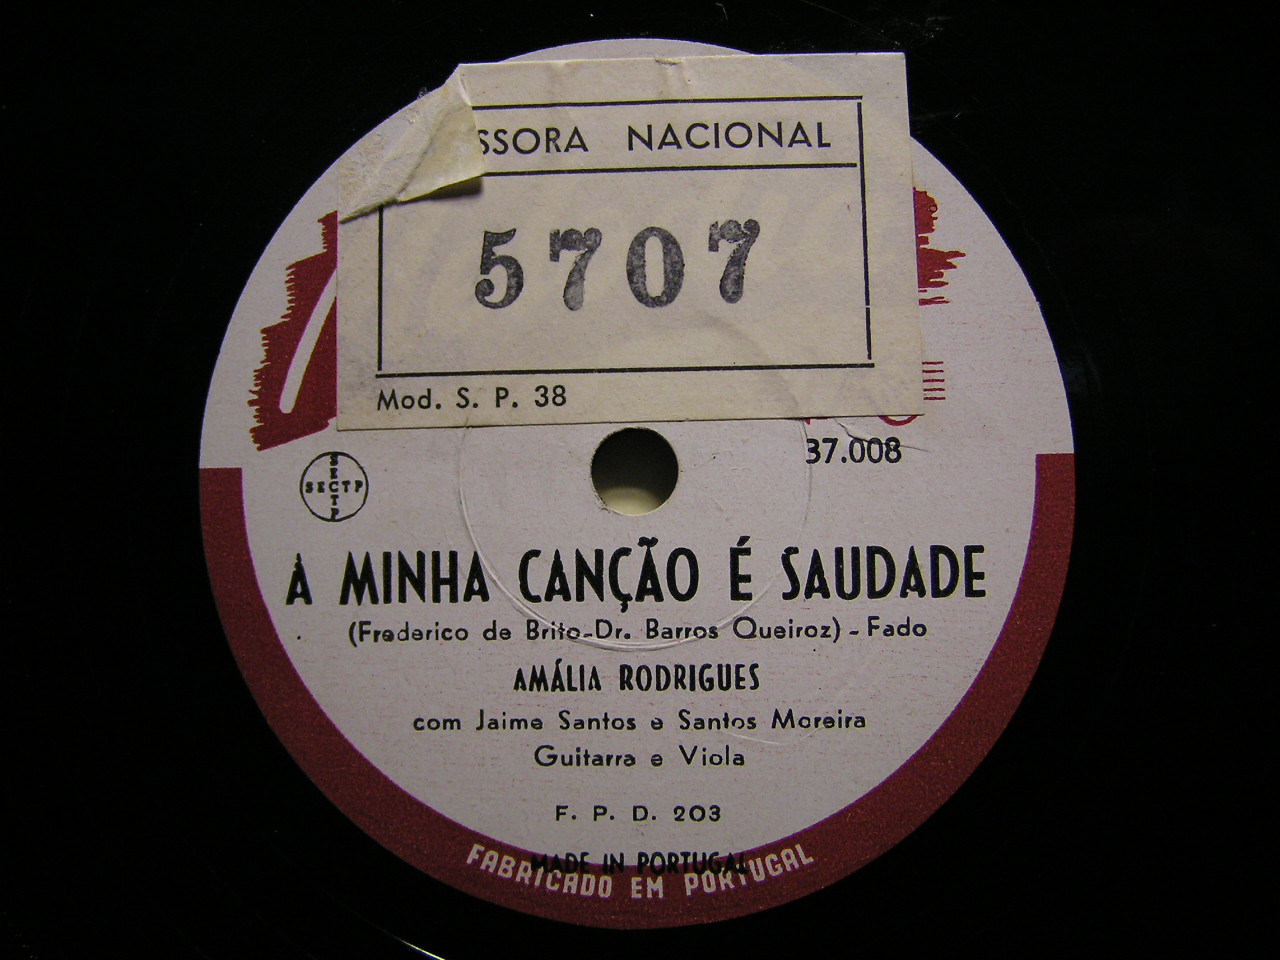 SSORA NACIONAL
5707
Mod. S. P. 38
37.008
SECTP
SECTP
A MINHA CANÇÃO É SAUDADE
(Frederico de Brito-Dr. Barros Queiroz) - Fado
AMÁLIA RODRIGUES
com Jaime Santos e Santos Moreira
Guitarra e Viola
F. P. D. 203
MADE IN PORTUGAL
FABRICADO EM PORTUGAL